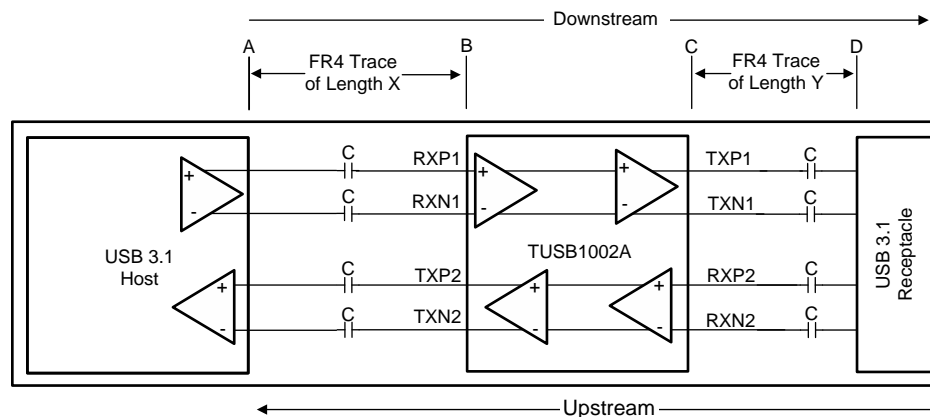 Downstream
A
B
C
D
FR4 Trace
of Length X
FR4 Trace
of Length Y
C
RXP1
TXP1
C
+
+
+
C
RXN1
TXN1
C
-
-
-
USB 3.1
Host
TUSB1002A
USB 3.1
Receptacle
C
TXP2
RXP2
C
+
+
+
C
TXN2
RXN2
C
-
-
-
Upstream